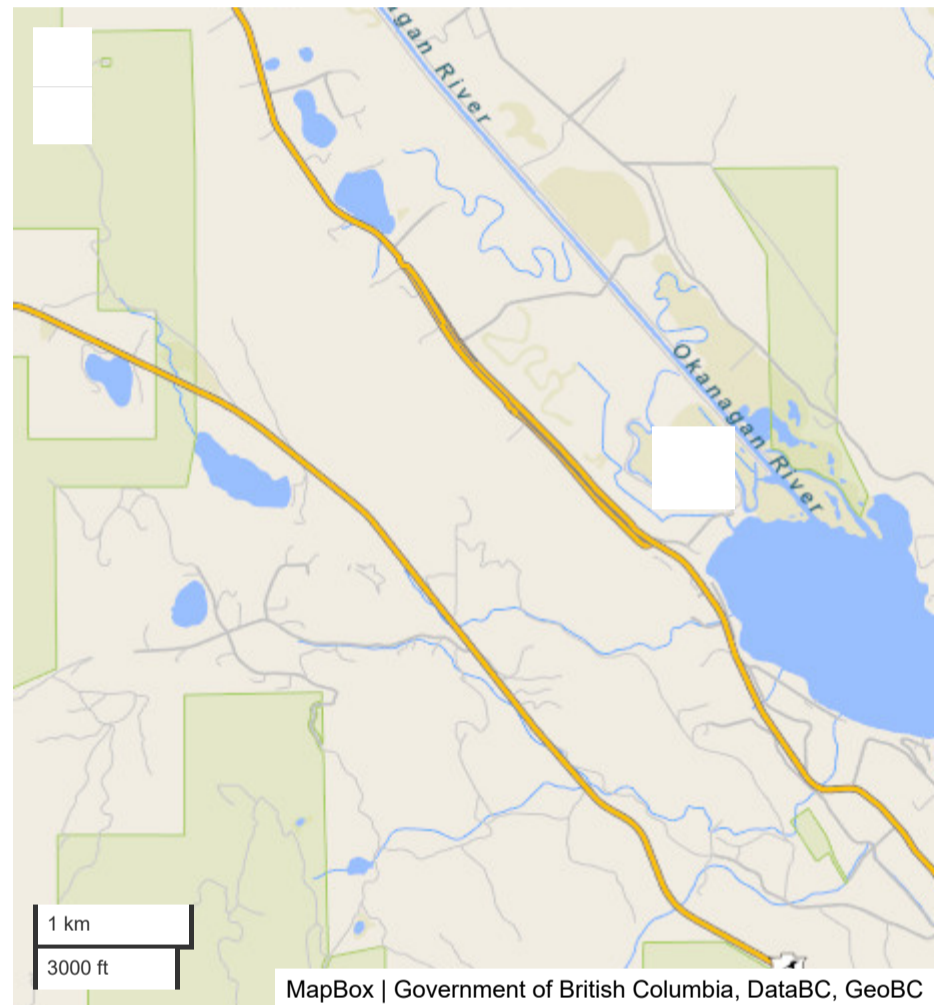 agan River
Okanagan River
1 km
3000 ft
MapBox | Government of British Columbia, DataBC, GeoBC